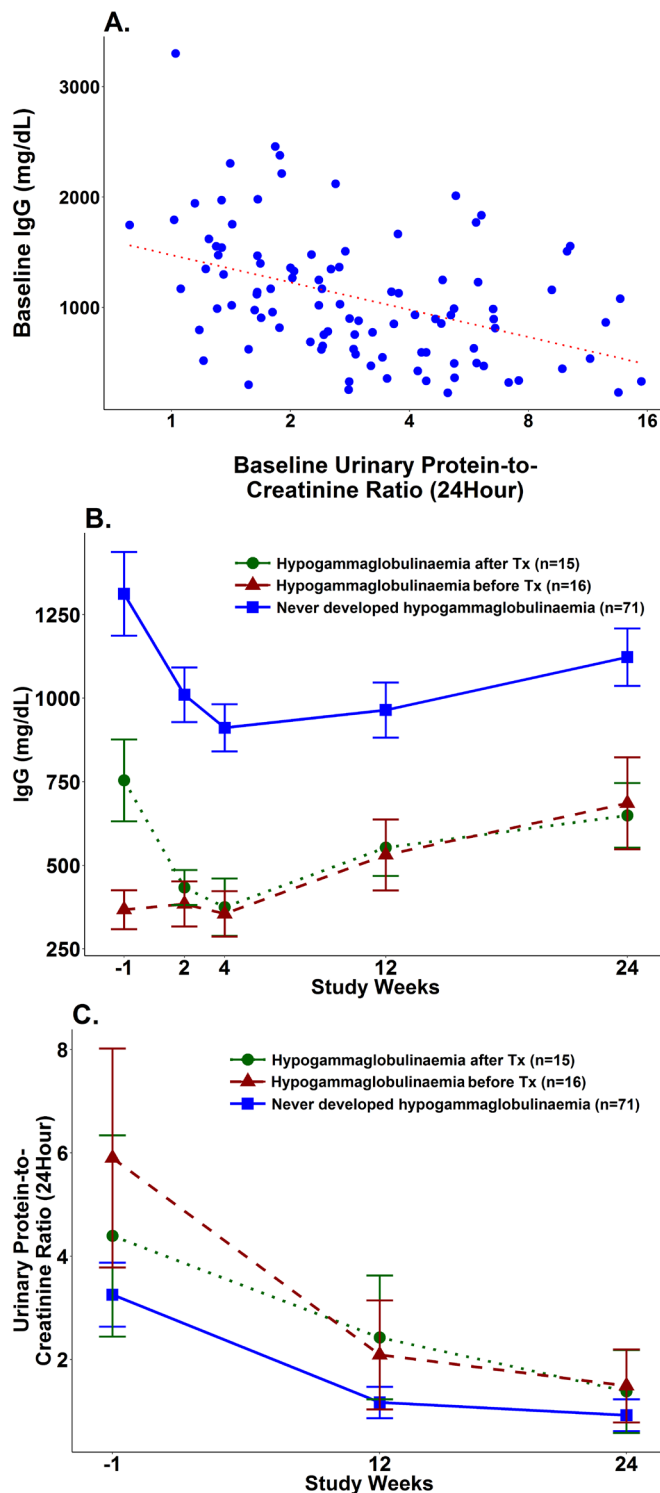 A.
Baseline IgG (mg/dL)
3000
2000
1000
1
2
4
8
16
Baseline Urinary Protein-to-
Creatinine Ratio (24Hour)
B.
Hypogammaglobulinaemia after Tx (n=15)
Hypogammaglobulinaemia before Tx (n=16)
Never developed hypogammaglobulinaemia (n=71)
IgG (mg/dL)
1250
1000
750
500
250
-1
2
4
12
24
Study Weeks
C.
Hypogammaglobulinaemia after Tx (n=15)
Hypogammaglobulinaemia before Tx (n=16)
Never developed hypogammaglobulinaemia (n=71)
Urinary Protein-to-
Creatinine Ratio (24Hour)
8
6
4
2
-1
12
24
Study Weeks